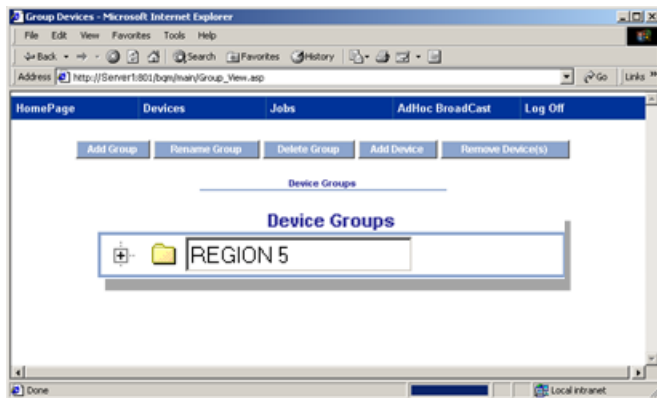 Group Devices - Microsoft Internet Explorer
File Edit View Favorites Tools Help
Back Search Favorites History
Address http://Server1:801/bqm/main/Group_View.asp Go Links »
HomePage Devices Jobs AdHoc BroadCast Log Off
Add Group Rename Group Delete Group Add Device Remove Device(s)
Device Groups
Device Groups
REGION 5
Done Local intranet